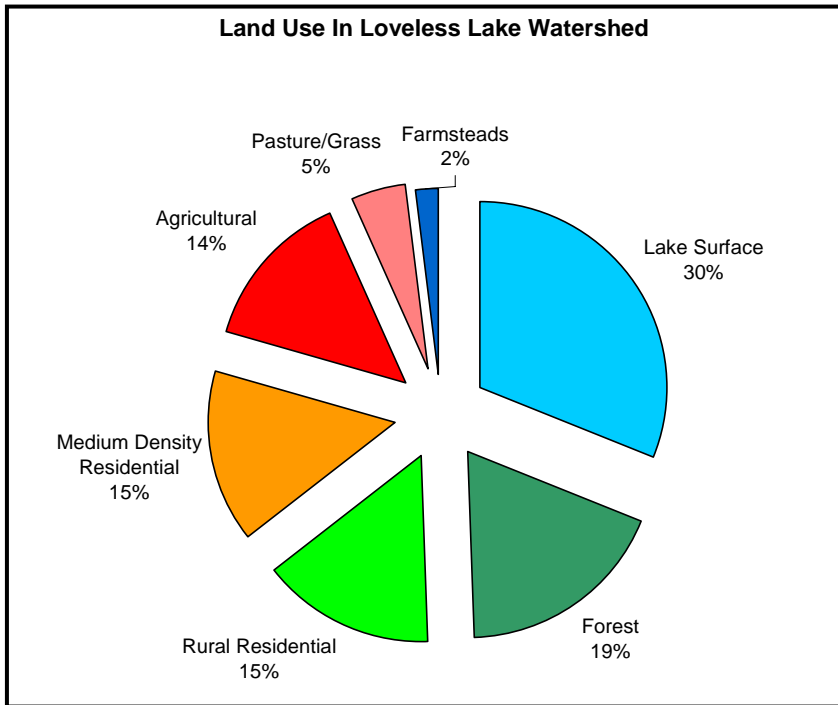 Land Use In Loveless Lake Watershed
Farmsteads
2%
Pasture/Grass
5%
Agricultural
14%
Lake Surface
30%
Medium Density
Residential
15%
Rural Residential
15%
Forest
19%